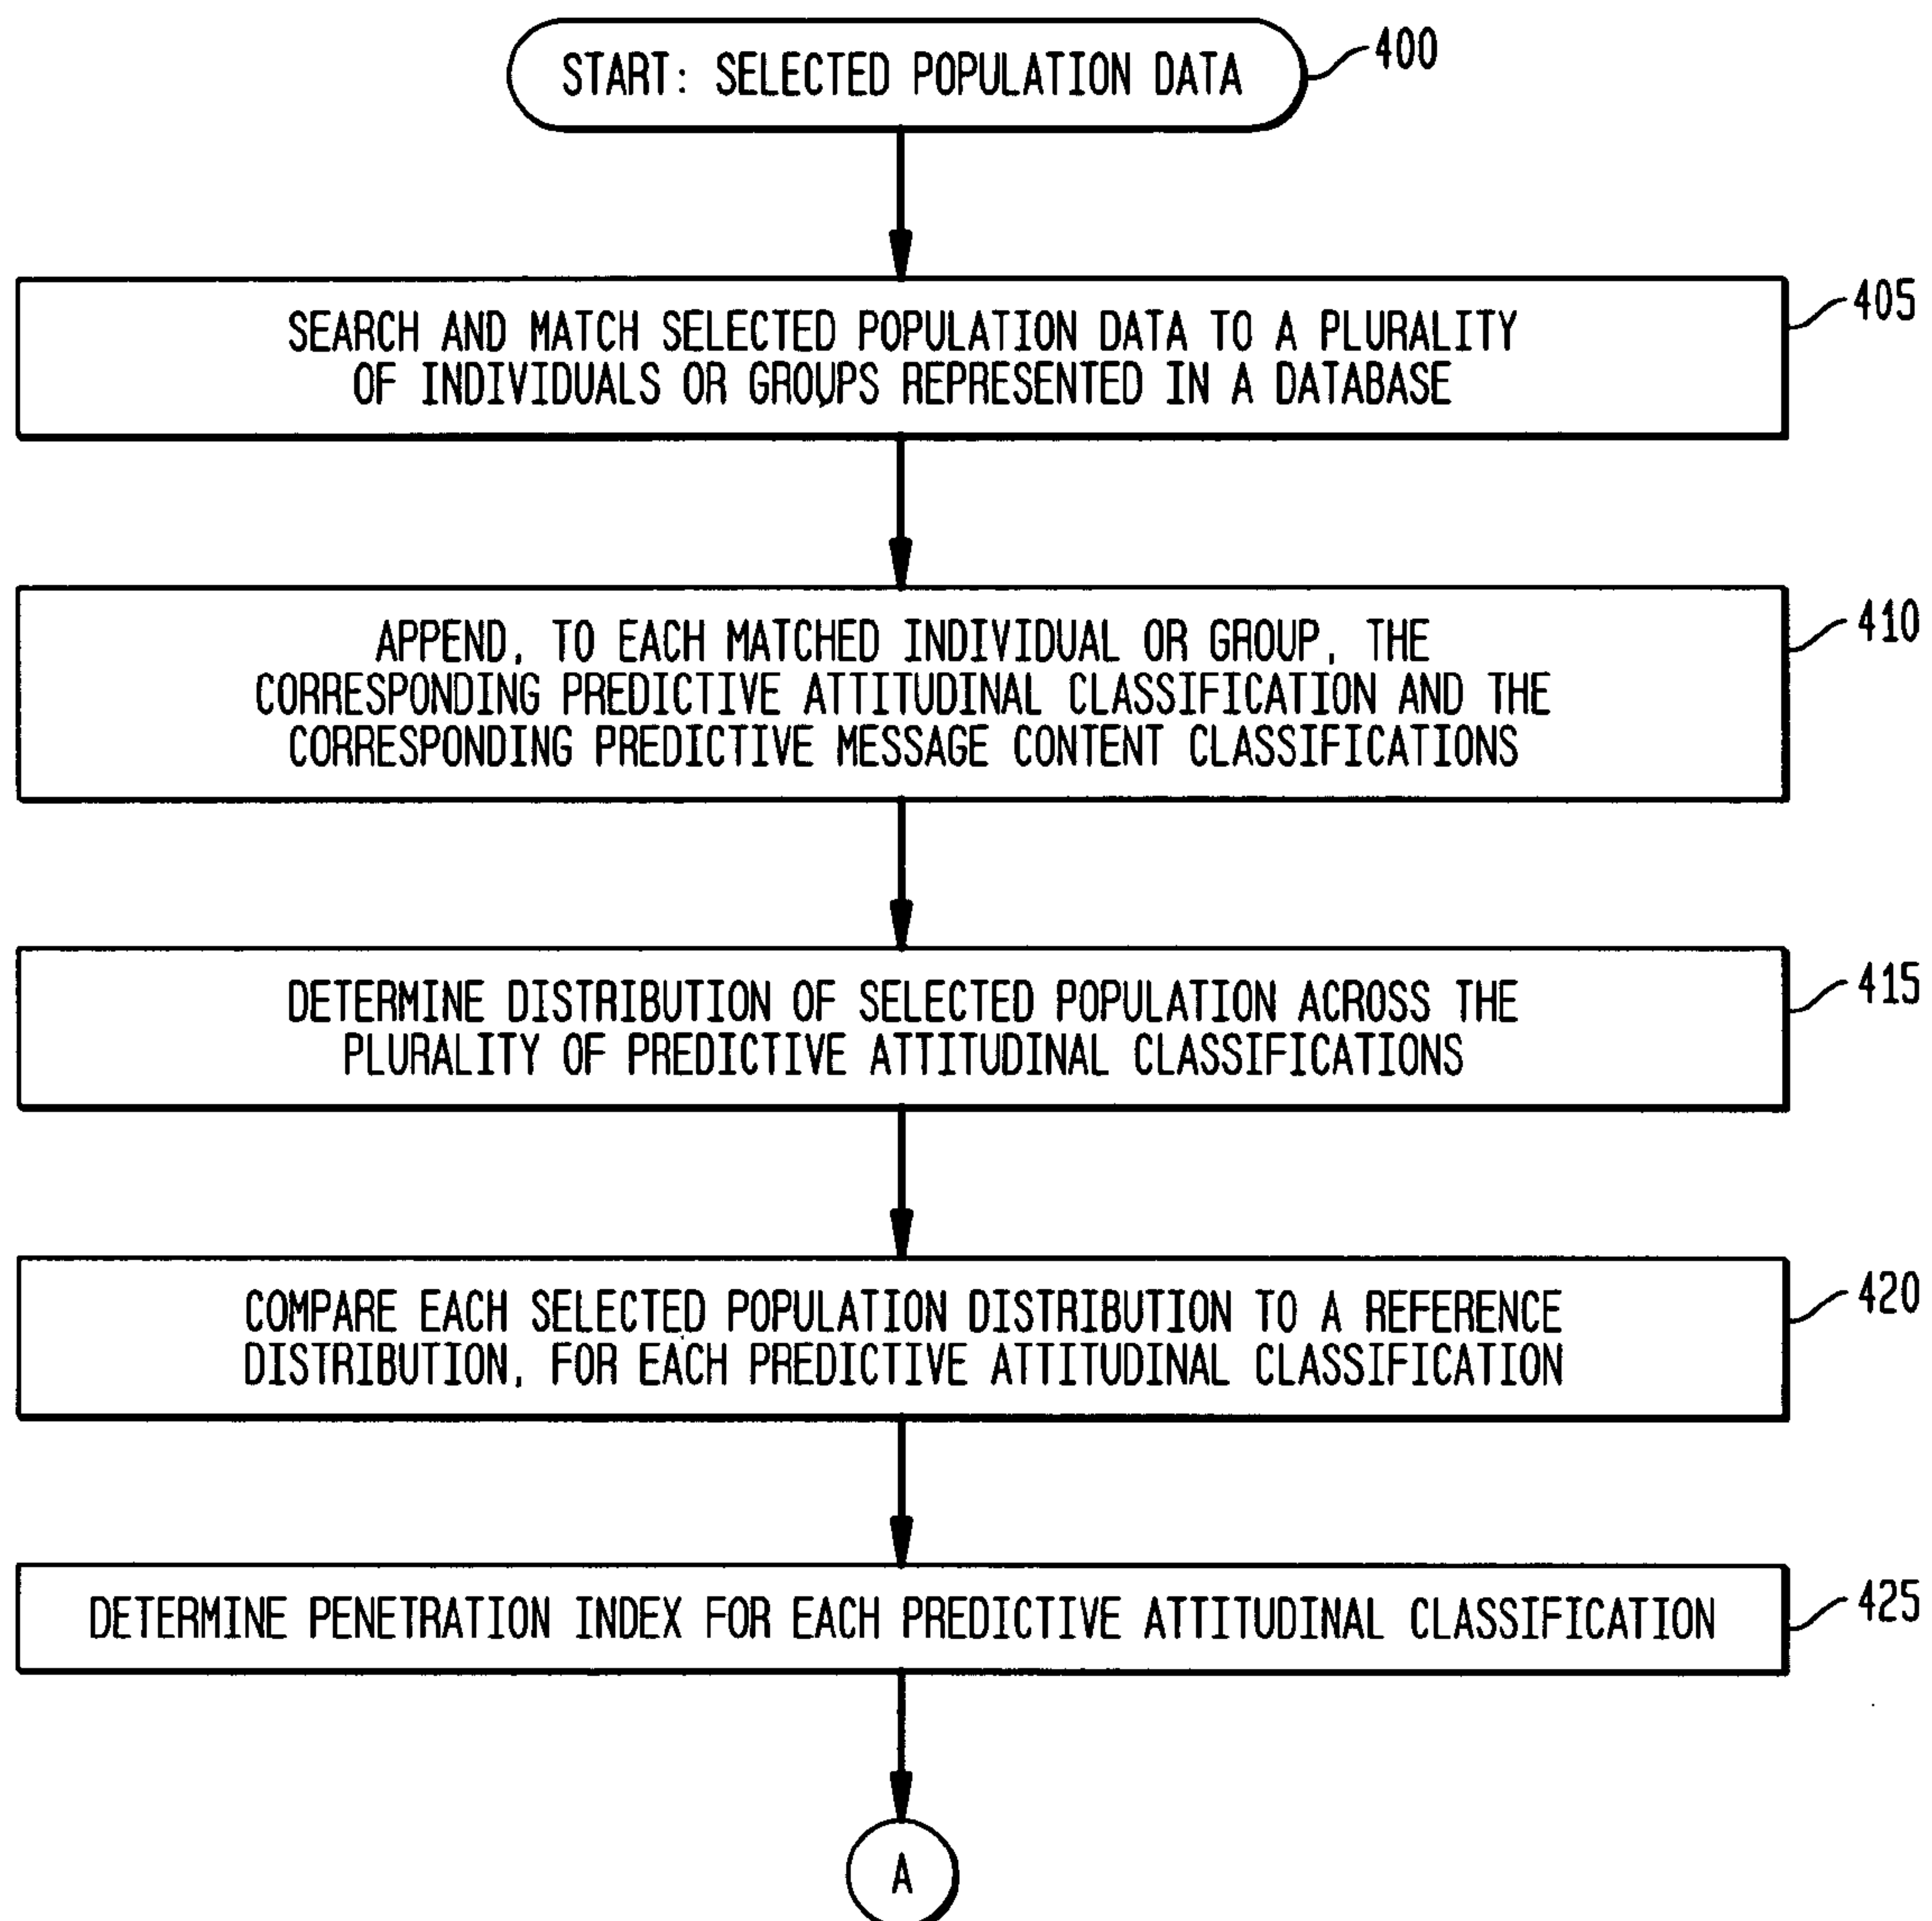 START: SELECTED POPULATION DATA
400
SEARCH AND MATCH SELECTED POPULATION DATA TO A PLURALITY
OF INDIVIDUALS OR GROUPS REPRESENTED IN A DATABASE
405
APPEND, TO EACH MATCHED INDIVIDUAL OR GROUP, THE
CORRESPONDING PREDICTIVE ATTITUDINAL CLASSIFICATION AND THE
CORRESPONDING PREDICTIVE MESSAGE CONTENT CLASSIFICATIONS
410
DETERMINE DISTRIBUTION OF SELECTED POPULATION ACROSS THE
PLURALITY OF PREDICTIVE ATTITUDINAL CLASSIFICATIONS
415
COMPARE EACH SELECTED POPULATION DISTRIBUTION TO A REFERENCE
DISTRIBUTION, FOR EACH PREDICTIVE ATTITUDINAL CLASSIFICATION
420
DETERMINE PENETRATION INDEX FOR EACH PREDICTIVE ATTITUDINAL CLASSIFICATION
425
A